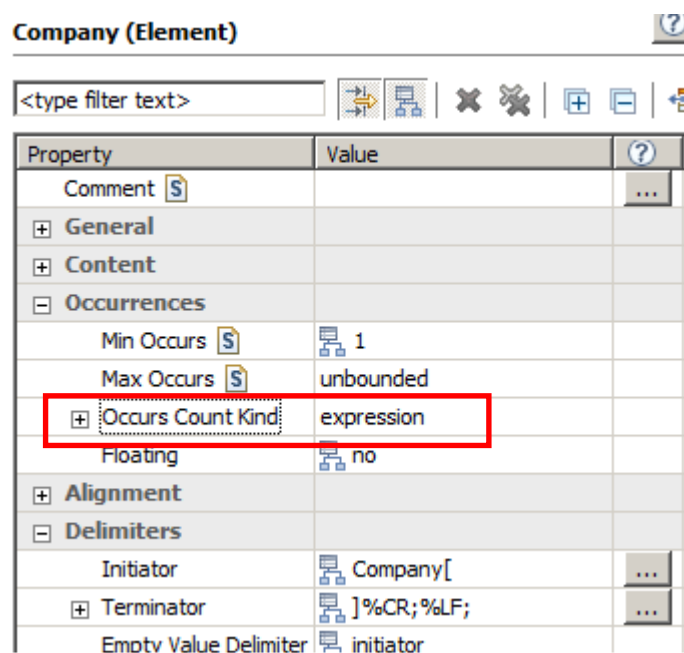 Company (Element)
<type filter text>
Property Value
Comment S ...
General
Content
Occurrences
Min Occurs S 1
Max Occurs S unbounded
Occurs Count Kind expression
Floating no
Alignment
Delimiters
Initiator Company[ ...
Terminator ]%CR;%LF; ...
Empty Value Delimiter initiator